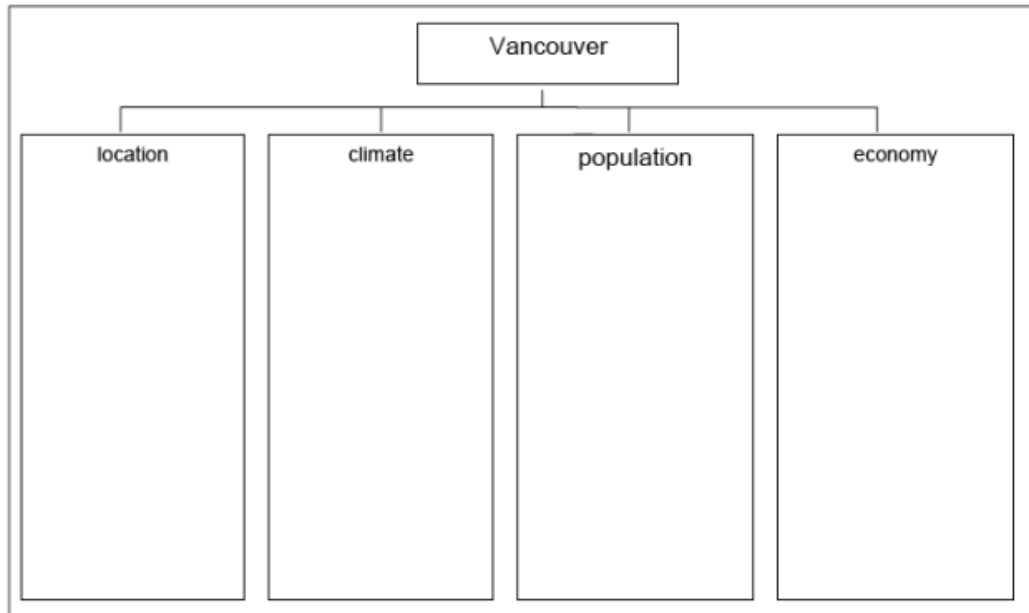 Vancouver
location
climate
population
economy